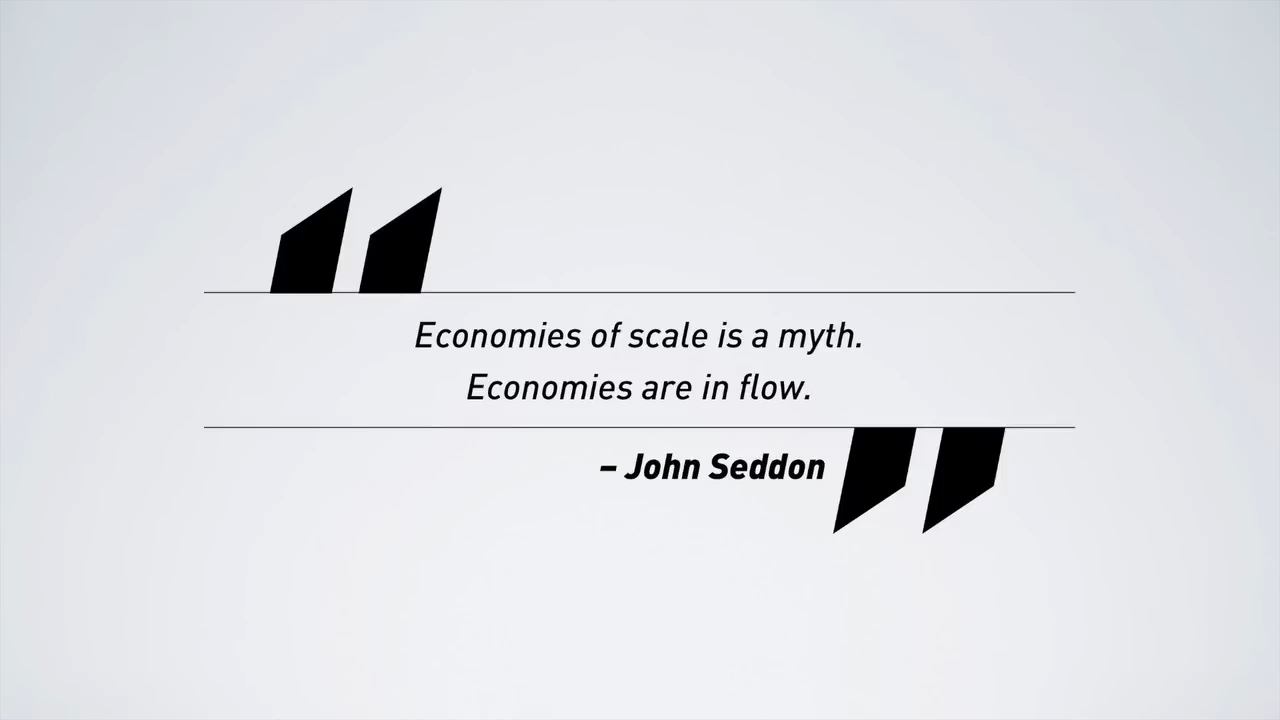 Economies of scale is a myth.
Economies are in flow.
– John Seddon